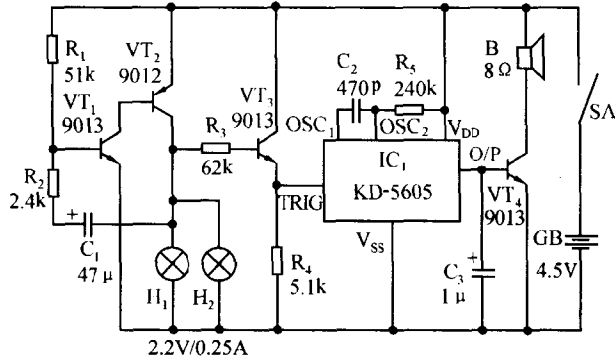 R1
51k
VT2
9012
VT1
9013
R2
2.4k
+
C1
47μ
R3
62k
VT3
9013
H1
H2
2.2V/0.25A
R4
5.1k
C2
470p
R5
240k
OSC1
OSC2
VDD
IC1
KD-5605
TRIG
VSS
O/P
VT4
9013
+
C3
1μ
B
8Ω
SA
GB
4.5V